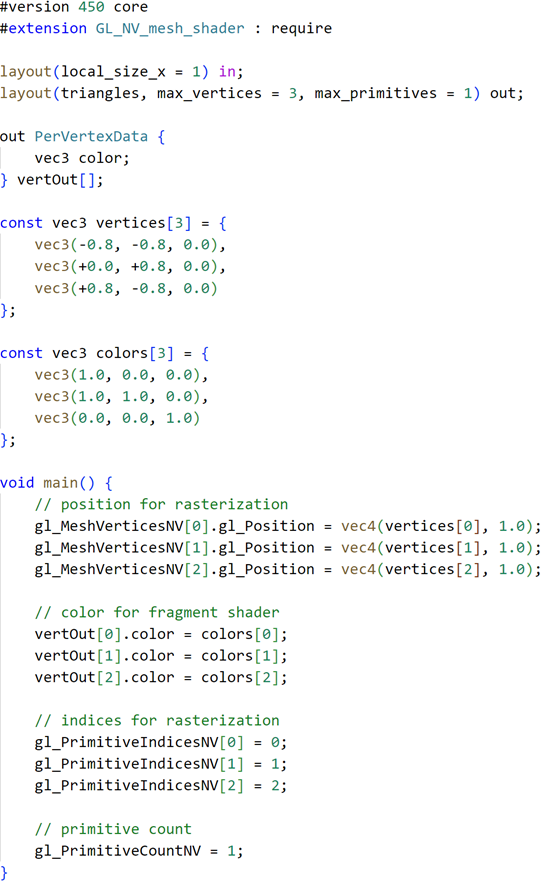 #version 450 core
#extension GL_NV_mesh_shader : require
layout(local_size_x = 1) in;
layout(triangles, max_vertices = 3, max_primitives = 1) out;
out PerVertexData {
    vec3 color;
} vertOut[];
const vec3 vertices[3] = {
    vec3(-0.8, -0.8, 0.0),
    vec3(+0.0, +0.8, 0.0),
    vec3(+0.8, -0.8, 0.0)
};
const vec3 colors[3] = {
    vec3(1.0, 0.0, 0.0),
    vec3(1.0, 1.0, 0.0),
    vec3(0.0, 0.0, 1.0)
};
void main() {
    // position for rasterization
    gl_MeshVerticesNV[0].gl_Position = vec4(vertices[0], 1.0);
    gl_MeshVerticesNV[1].gl_Position = vec4(vertices[1], 1.0);
    gl_MeshVerticesNV[2].gl_Position = vec4(vertices[2], 1.0);
    // color for fragment shader
    vertOut[0].color = colors[0];
    vertOut[1].color = colors[1];
    vertOut[2].color = colors[2];
    // indices for rasterization
    gl_PrimitiveIndicesNV[0] = 0;
    gl_PrimitiveIndicesNV[1] = 1;
    gl_PrimitiveIndicesNV[2] = 2;
    // primitive count
    gl_PrimitiveCountNV = 1;
}